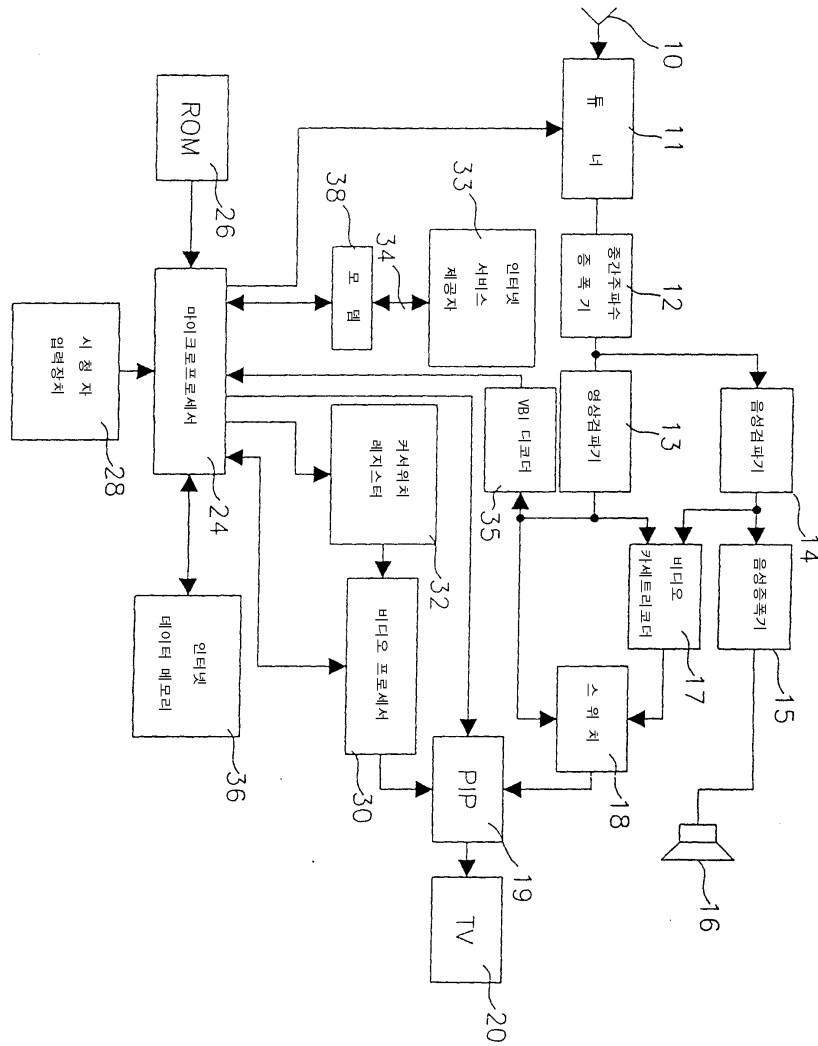 16
음성검파기
14
음성증폭기
15
비디오
카세트리코더
17
10
튜 너
11
중간주파수
증 폭 기
12
영상검파기
13
스 위 치
18
VBI 디코더
35
인터넷
서비스
제공자
33
34
PIP
19
TV
20
모 뎀
38
커서위치
레지스터
32
비디오 프로세서
30
ROM
26
마이크로프로세서
24
인터넷
데이터 메모리
36
시 청 자
입력장치
28